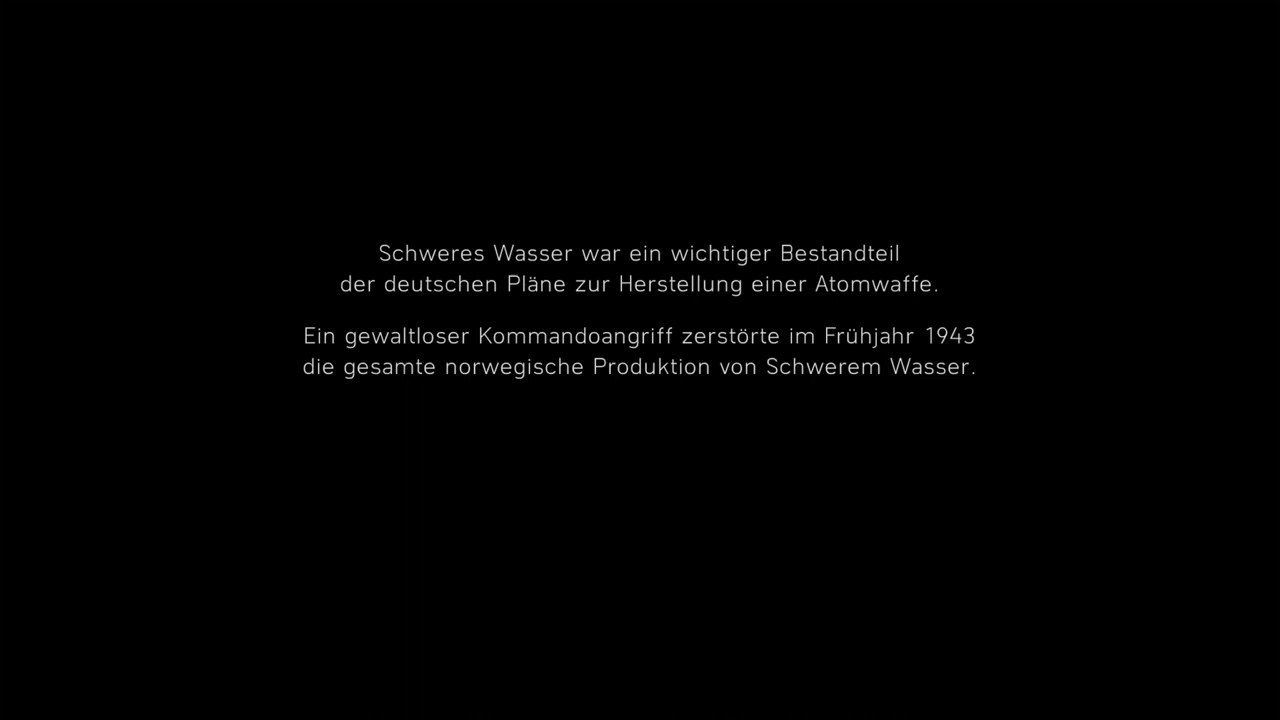 Schweres Wasser war ein wichtiger Bestandteil
der deutschen Pläne zur Herstellung einer Atomwaffe.
Ein gewaltloser Kommandoangriff zerstörte im Frühjahr 1943
die gesamte norwegische Produktion von Schwerem Wasser.